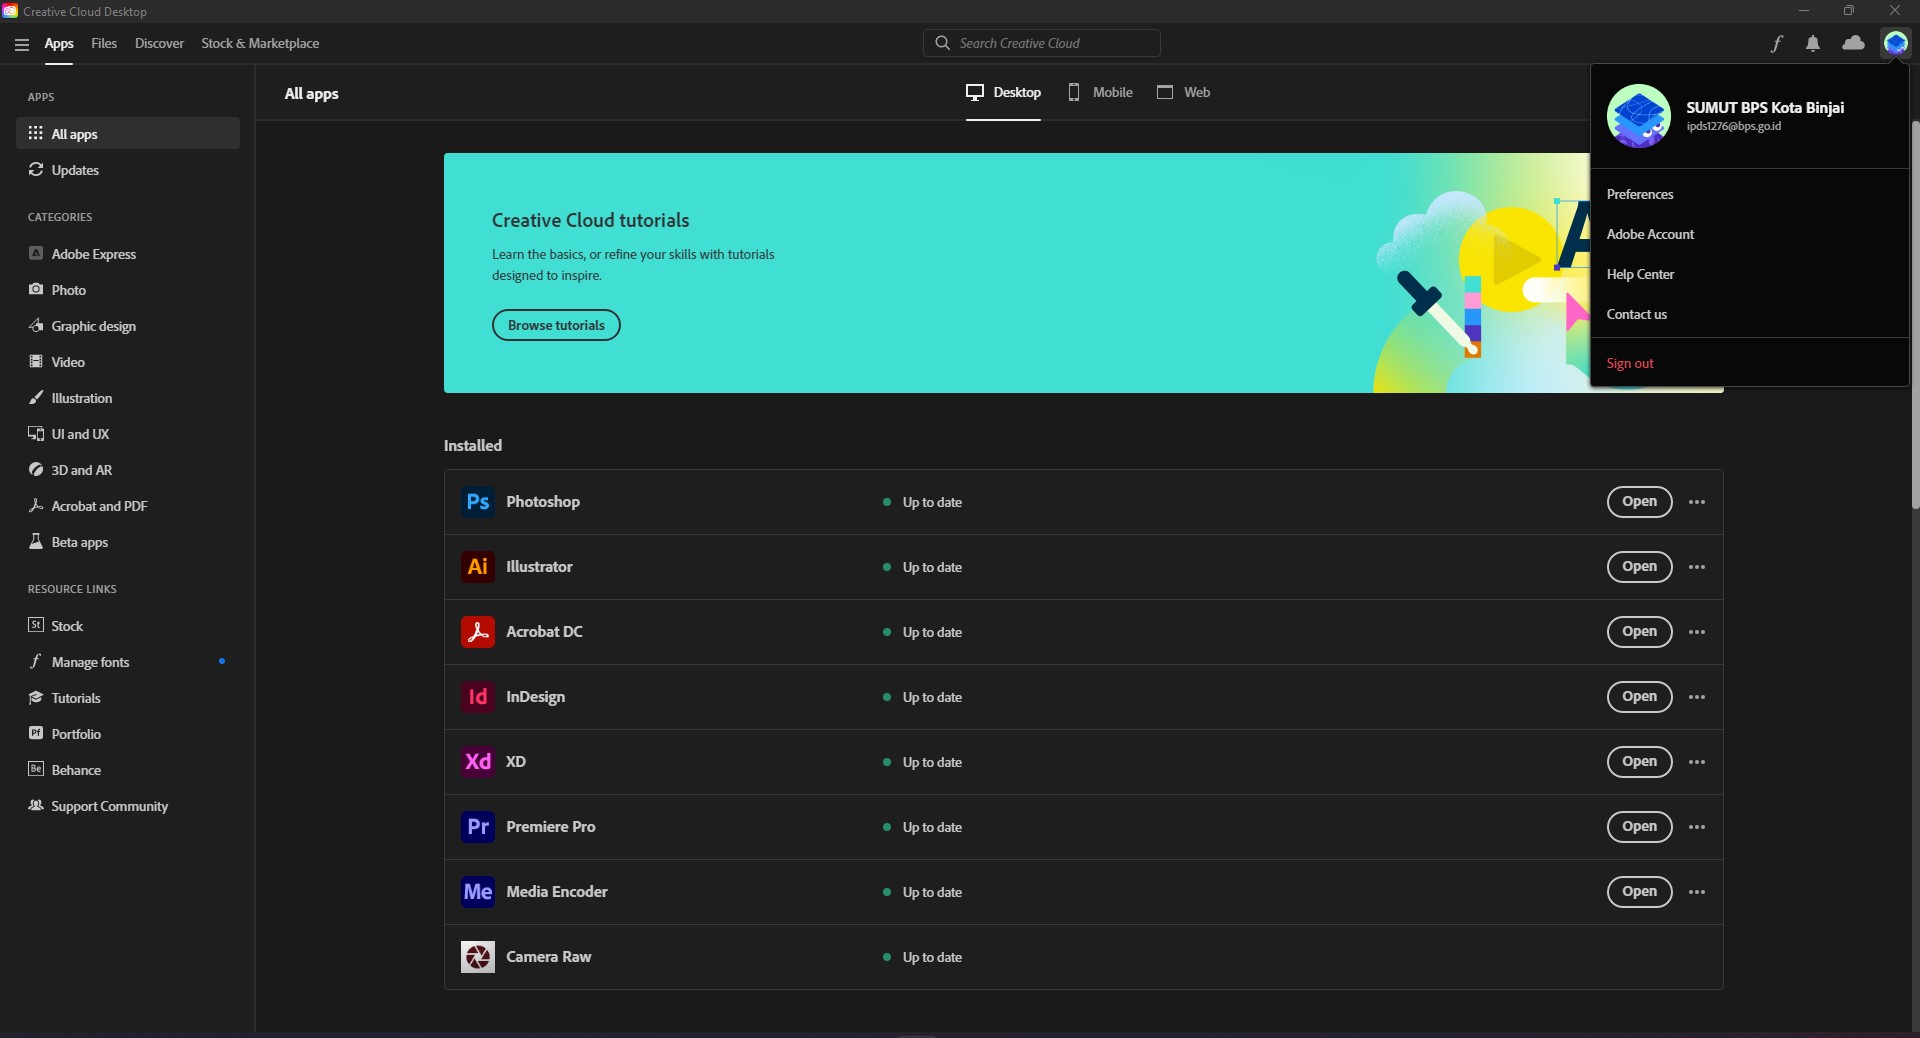 Creative Cloud Desktop
Apps
Files
Discover
Stock & Marketplace
Search Creative Cloud
SUMUT BPS Kota Binjai
ipds1276@bps.go.id
Preferences
Adobe Account
Help Center
Contact us
Sign out
APPS
All apps
Updates
CATEGORIES
Adobe Express
Photo
Graphic design
Video
Illustration
UI and UX
3D and AR
Acrobat and PDF
Beta apps
RESOURCE LINKS
St Stock
Manage fonts
Tutorials
Pf Portfolio
Be Behance
Support Community
All apps
Desktop
Mobile
Web
Creative Cloud tutorials
Learn the basics, or refine your skills with tutorials
designed to inspire.
Browse tutorials
A
Installed
Ps Photoshop Up to date Open
Ai Illustrator Up to date Open
Acrobat DC Up to date Open
Id InDesign Up to date Open
Xd XD Up to date Open
Pr Premiere Pro Up to date Open
Me Media Encoder Up to date Open
Camera Raw Up to date